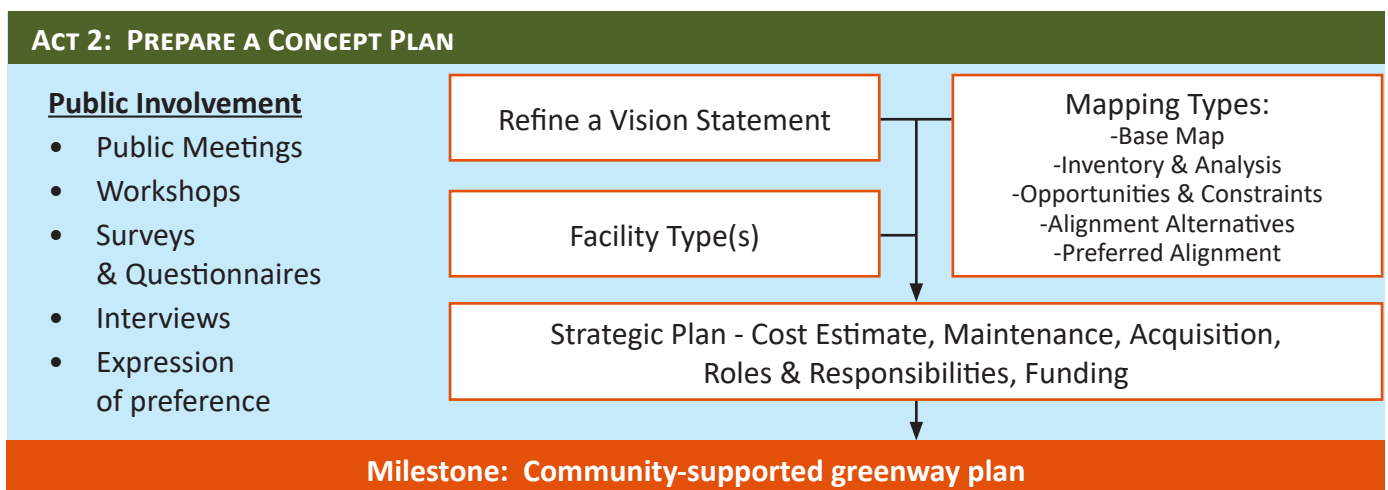 ACT 2: PREPARE A CONCEPT PLAN
Public Involvement
• Public Meetings
• Workshops
• Surveys
& Questionnaires
• Interviews
• Expression
of preference
Refine a Vision Statement
Facility Type(s)
Mapping Types:
-Base Map
-Inventory & Analysis
-Opportunities & Constraints
-Alignment Alternatives
-Preferred Alignment
Strategic Plan - Cost Estimate, Maintenance, Acquisition,
Roles & Responsibilities, Funding
Milestone: Community-supported greenway plan